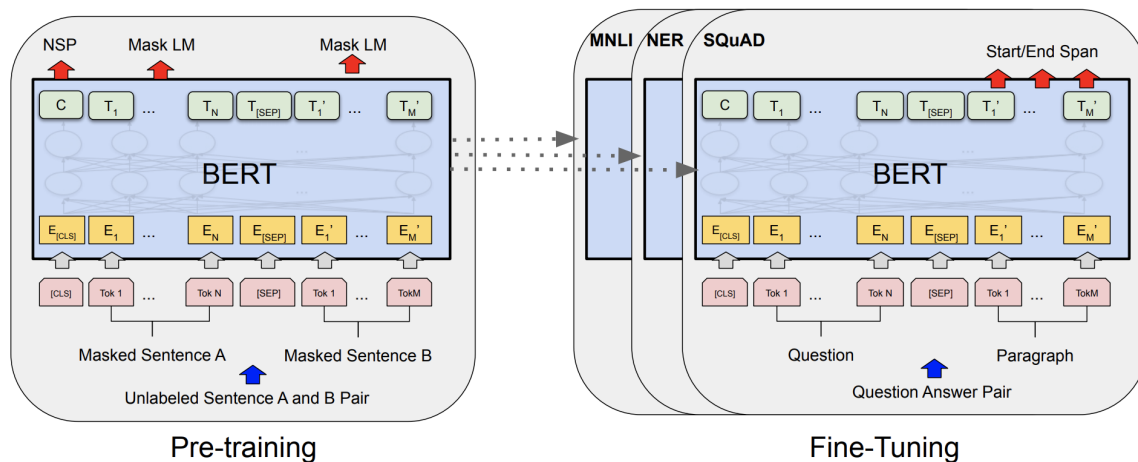 NSP Mask LM Mask LM
C T1 ... TN T[SEP] T1' ... TM'
...
BERT
...
E[CLS] E1 ... EN E[SEP] E1' ... EM'
[CLS] Tok 1 ... Tok N [SEP] Tok 1 ... TokM
Masked Sentence A Masked Sentence B
Unlabeled Sentence A and B Pair
Pre-training
MNLI NER SQuAD
Start/End Span
C T1 ... TN T[SEP] T1' ... TM'
...
BERT
...
E[CLS] E1 ... EN E[SEP] E1' ... EM'
[CLS] Tok 1 ... Tok N [SEP] Tok 1 ... TokM
Question Paragraph
Question Answer Pair
Fine-Tuning